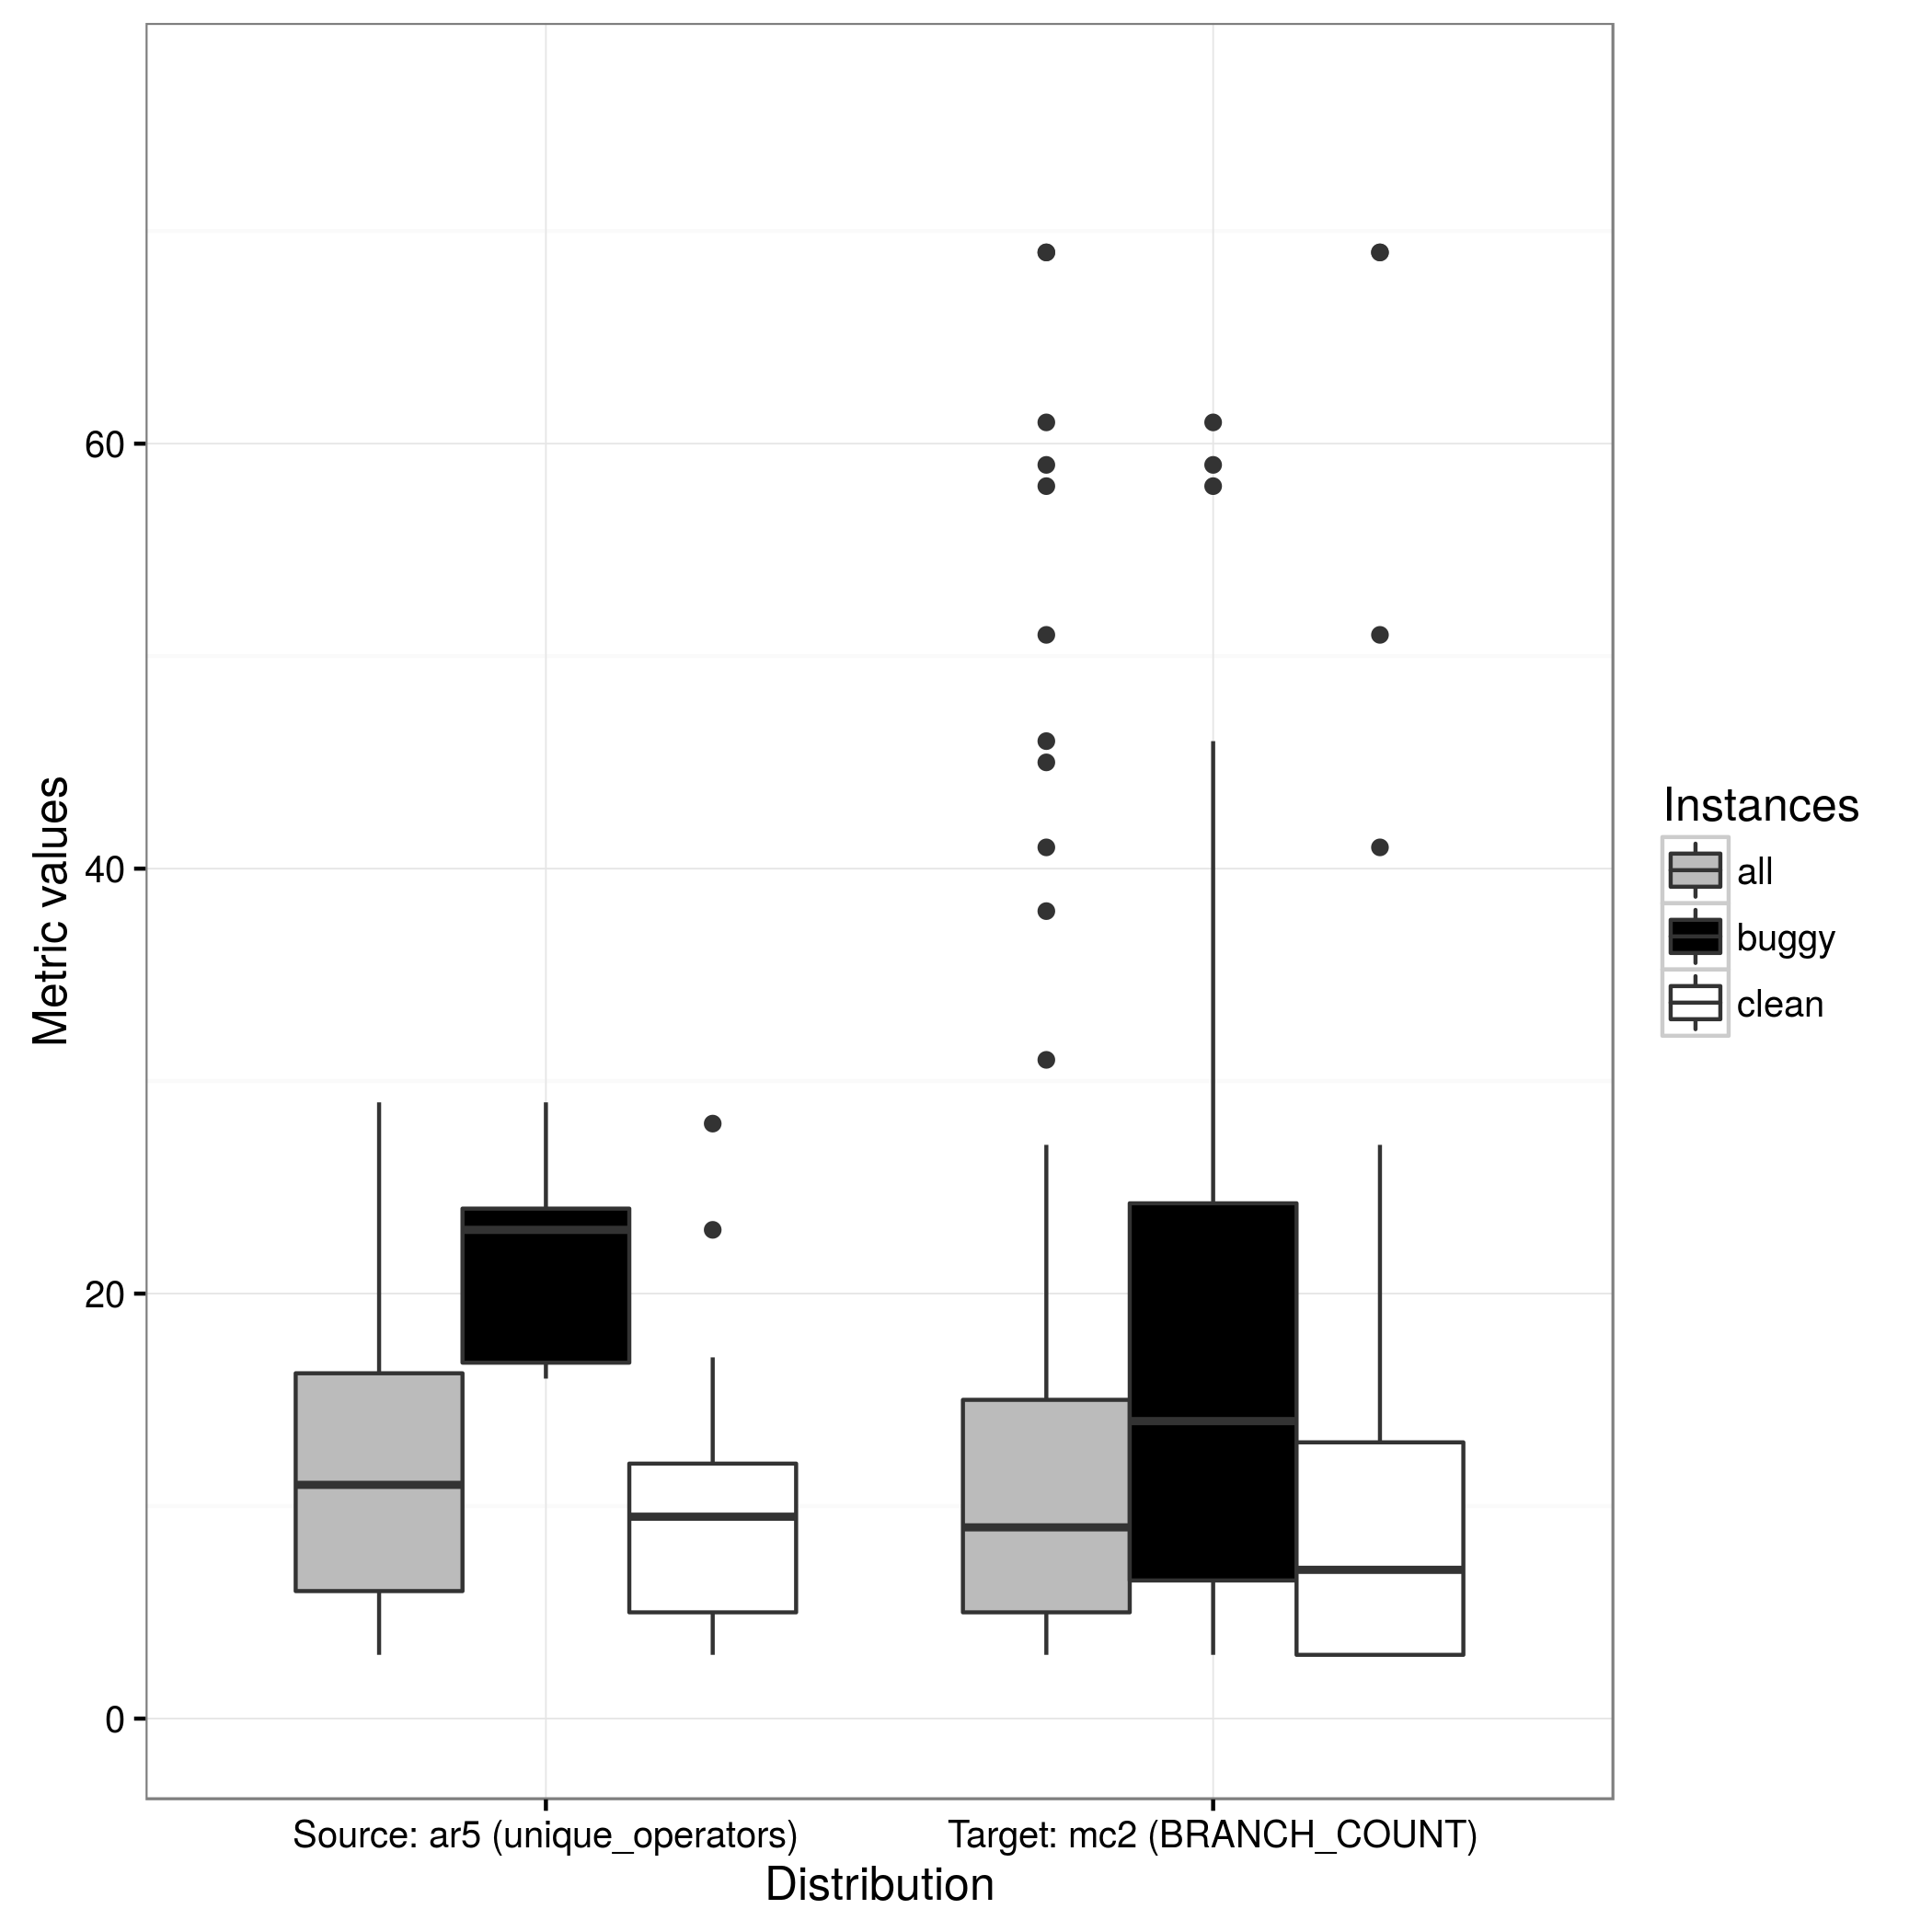 Metric values
60
40
20
0
Source: ar5 (unique_operators)
Target: mc2 (BRANCH_COUNT)
Distribution
Instances
all
buggy
clean